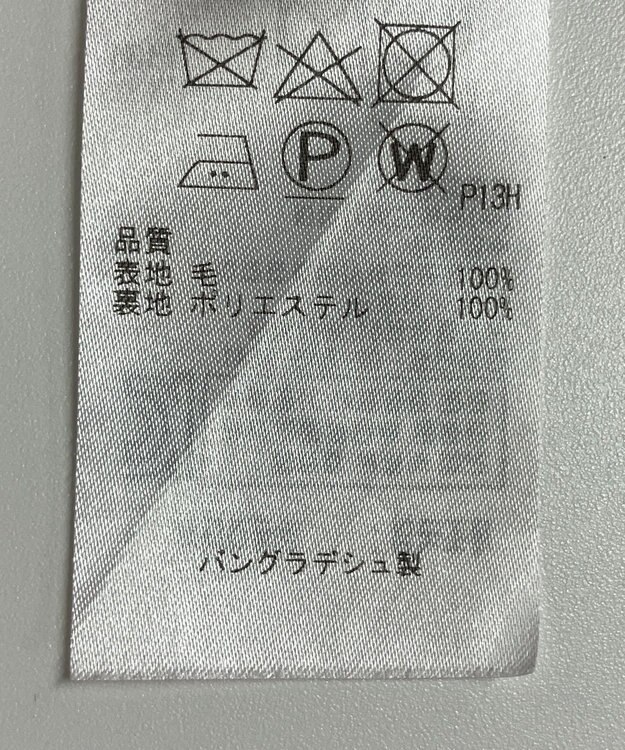 P W
P13H
品質
表地 毛 100%
裏地 ポリエステル 100%
バングラデシュ製